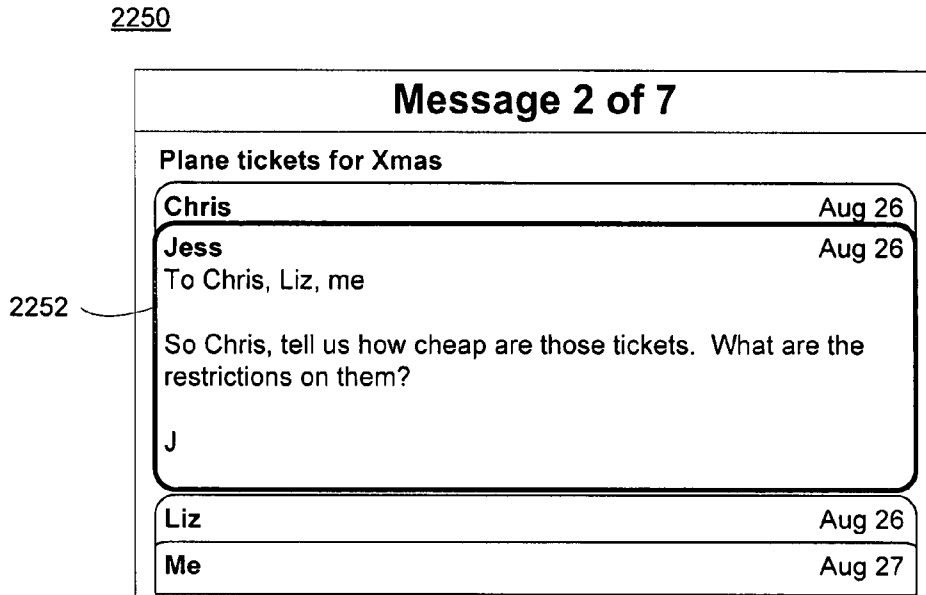 2250
Message 2 of 7
Plane tickets for Xmas
Chris Aug 26
Jess Aug 26
To Chris, Liz, me
2252
So Chris, tell us how cheap are those tickets.  What are the
restrictions on them?
J
Liz Aug 26
Me Aug 27